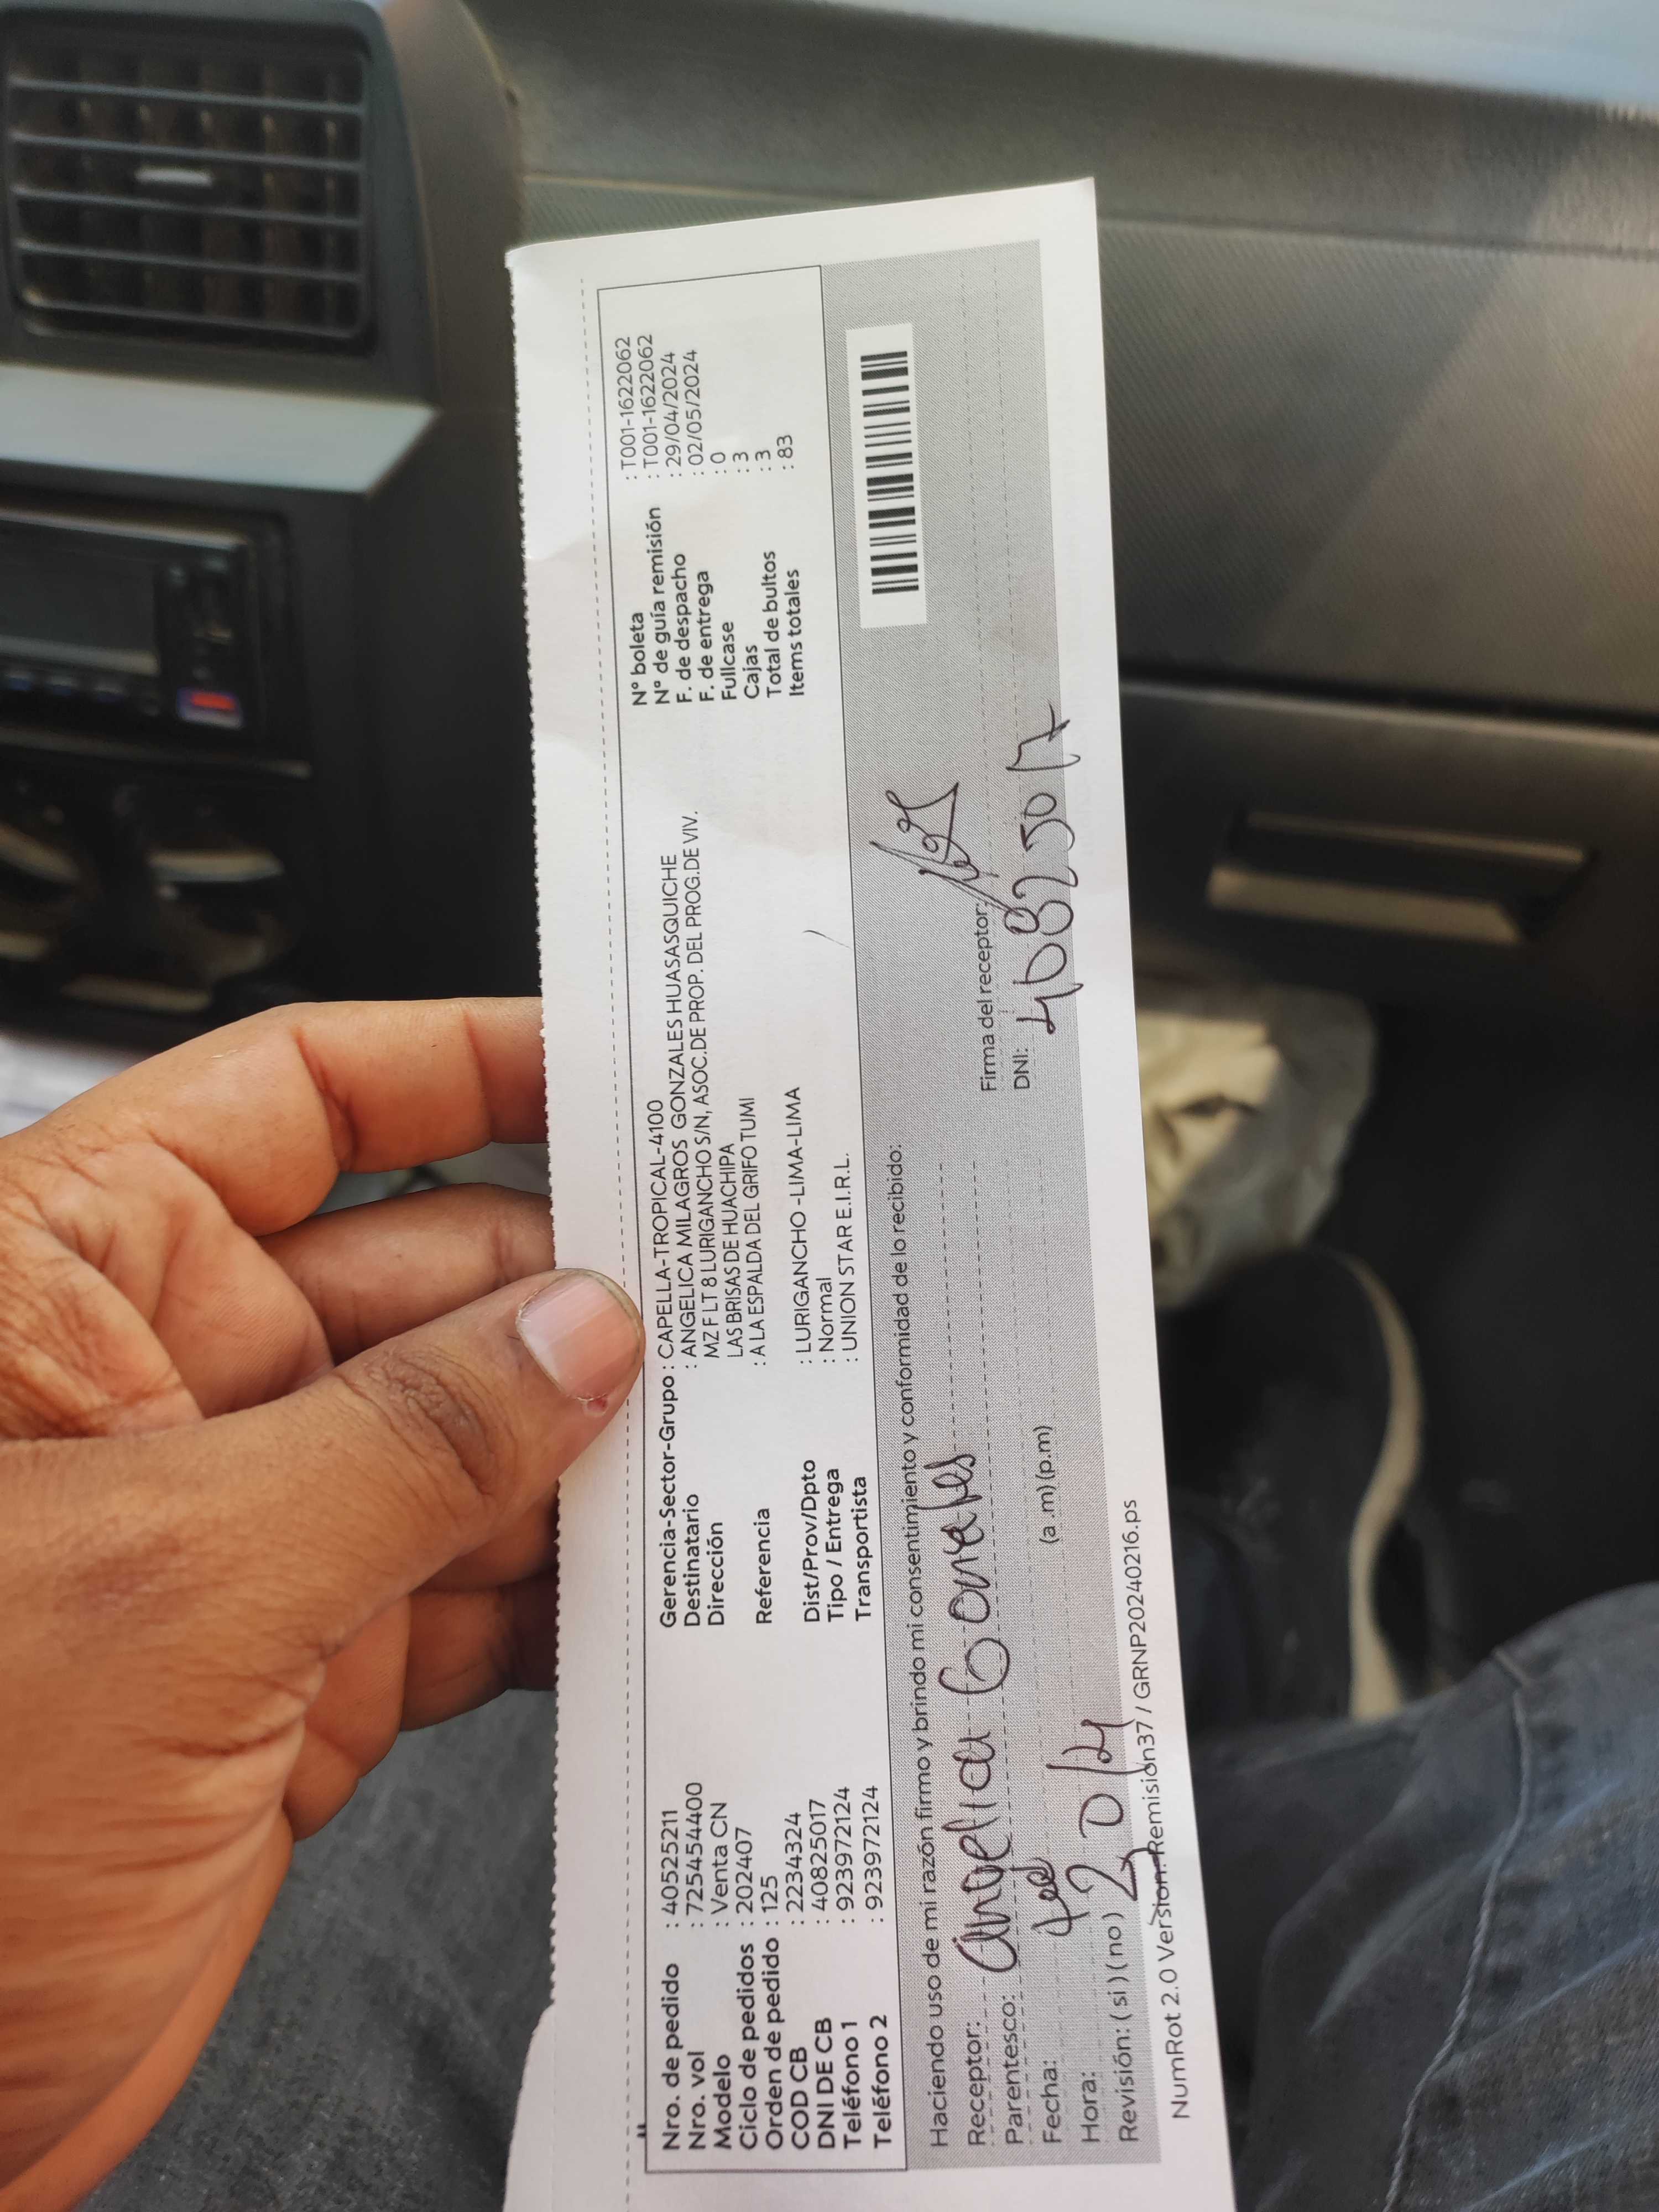 Nro. de pedido : 40525211
Nro. vol : 725454400
Modelo : Venta CN
Ciclo de pedidos : 202407
Orden de pedido : 125
COD CB : 2234324
DNI DE CB : 40825017
Teléfono 1 : 923972124
Teléfono 2 : 923972124
Gerencia-Sector-Grupo : CAPELLA-TROPICAL-4100
Destinatario : ANGELICA MILAGROS GONZALES HUASASQUICHE
Dirección MZ F LT 8 LURIGANCHO S/N, ASOC.DE PROP. DEL PROG.DE VIV.
LAS BRISAS DE HUACHIPA
Referencia : A LA ESPALDA DEL GRIFO TUMI
Dist/Prov/Dpto : LURIGANCHO -LIMA-LIMA
Tipo / Entrega : Normal
Transportista : UNION STAR E.I.R.L.
N° boleta : T001-1622062
N° de guía remisión : T001-1622062
F. de despacho : 29/04/2024
F. de entrega : 02/05/2024
Fullcase : 0
Cajas : 3
Total de bultos : 3
Items totales : 83
Haciendo uso de mi razón firmo y brindo mi consentimiento y conformidad de lo recibido:
Receptor:
Parentesco:
Fecha:
Hora: (a .m) (p.m)
Revisión: ( si ) ( no )
Firma del receptor:
DNI: 40825017
NumRot 2.0 Version: Remisión37 / GRNP20240216.ps